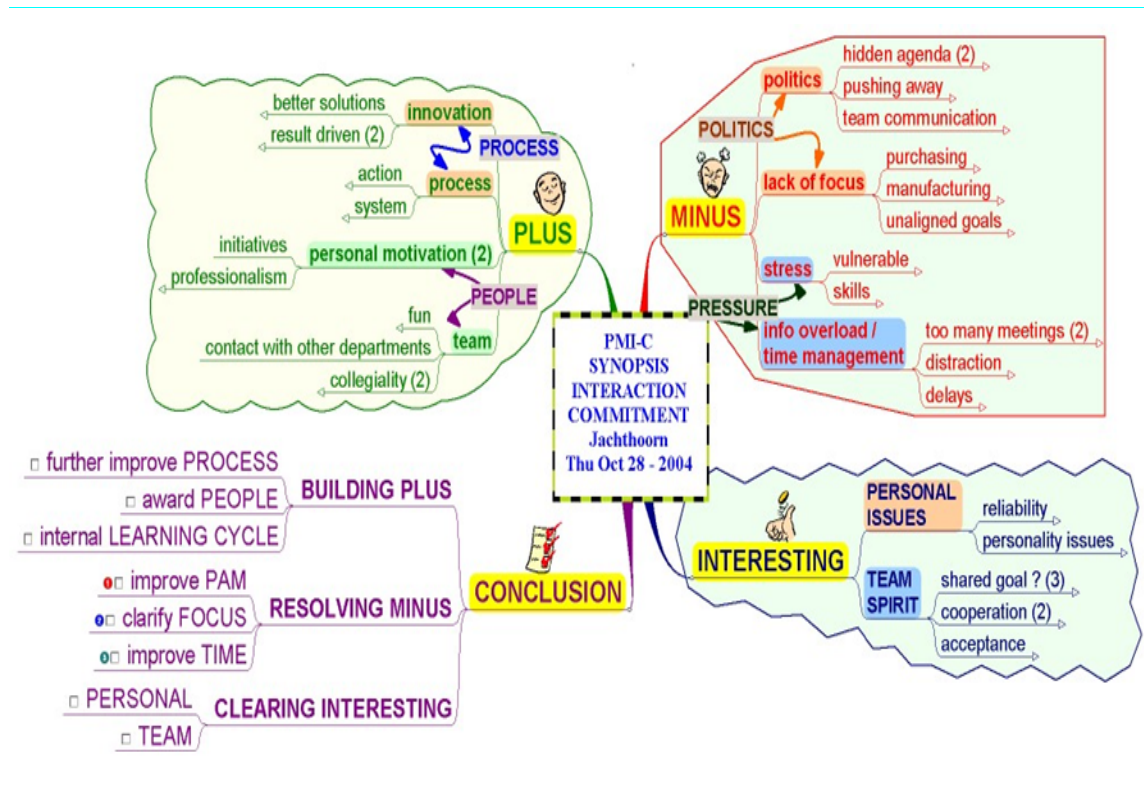 PMI-C
SYNOPSIS
INTERACTION
COMMITMENT
Jachthoorn
Thu Oct 28 - 2004
PLUS
PROCESS
innovation
better solutions
result driven (2)
process
action
system
PEOPLE
personal motivation (2)
initiatives
professionalism
team
fun
contact with other departments
collegiality (2)
MINUS
POLITICS
politics
hidden agenda (2)
pushing away
team communication
lack of focus
purchasing
manufacturing
unaligned goals
PRESSURE
stress
vulnerable
skills
info overload /
time management
too many meetings (2)
distraction
delays
INTERESTING
PERSONAL
ISSUES
reliability
personality issues
TEAM
SPIRIT
shared goal ? (3)
cooperation (2)
acceptance
CONCLUSION
BUILDING PLUS
further improve PROCESS
award PEOPLE
internal LEARNING CYCLE
RESOLVING MINUS
1 improve PAM
2 clarify FOCUS
3 improve TIME
CLEARING INTERESTING
PERSONAL
TEAM